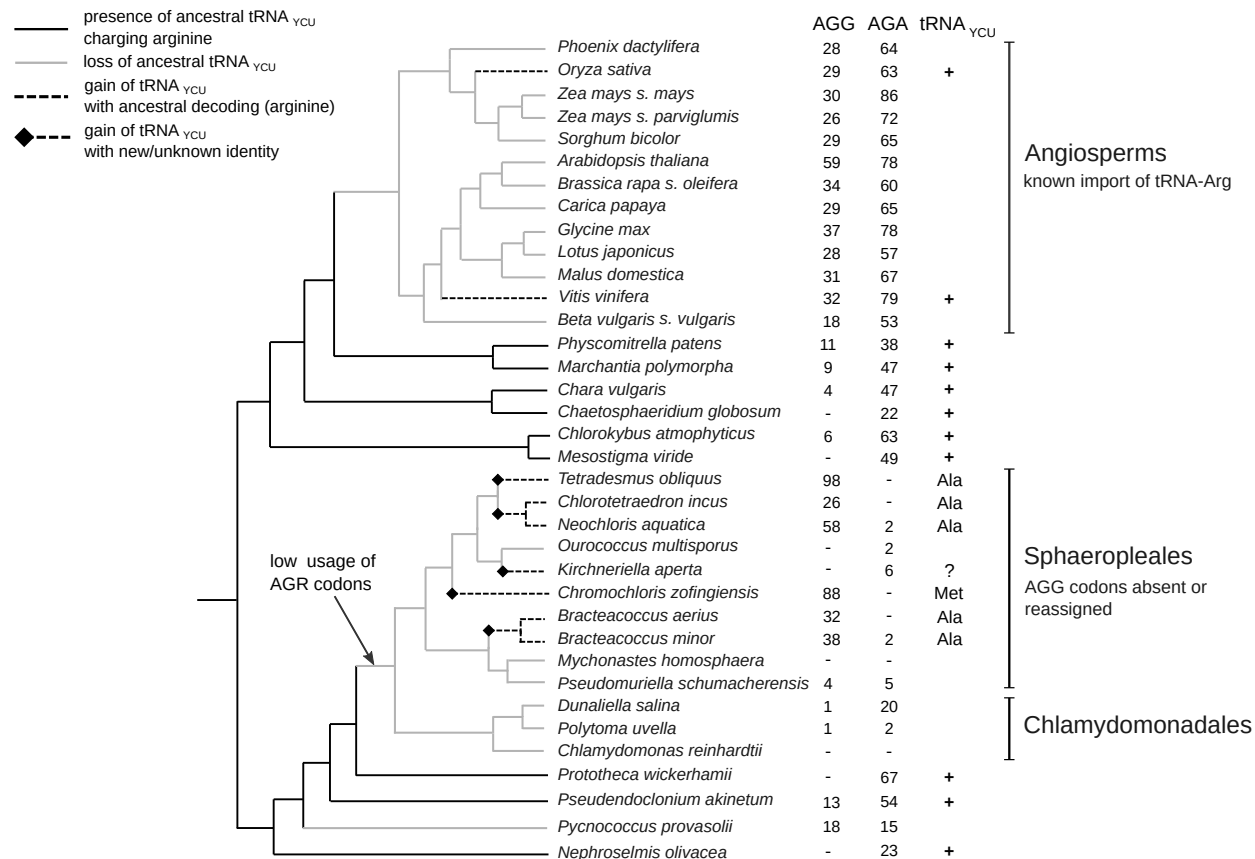 presence of ancestral tRNA YCU
charging arginine
loss of ancestral tRNA YCU
gain of tRNA YCU
with ancestral decoding (arginine)
gain of tRNA YCU
with new/unknown identity
AGG AGA tRNA YCU
Phoenix dactylifera 28 64
Oryza sativa 29 63 +
Zea mays s. mays 30 86
Zea mays s. parviglumis 26 72
Sorghum bicolor 29 65
Arabidopsis thaliana 59 78
Brassica rapa s. oleifera 34 60
Carica papaya 29 65
Glycine max 37 78
Lotus japonicus 28 57
Malus domestica 31 67
Vitis vinifera 32 79 +
Beta vulgaris s. vulgaris 18 53
Angiosperms
known import of tRNA-Arg
Physcomitrella patens 11 38 +
Marchantia polymorpha 9 47 +
Chara vulgaris 4 47 +
Chaetosphaeridium globosum - 22 +
Chlorokybus atmophyticus 6 63 +
Mesostigma viride - 49 +
Tetradesmus obliquus 98 - Ala
Chlorotetraedron incus 26 - Ala
Neochloris aquatica 58 2 Ala
Ourococcus multisporus - 2
Kirchneriella aperta - 6 ?
Chromochloris zofingiensis 88 - Met
Bracteacoccus aerius 32 - Ala
Bracteacoccus minor 38 2 Ala
Mychonastes homosphaera - -
Pseudomuriella schumacherensis 4 5
Sphaeropleales
AGG codons absent or
reassigned
low usage of
AGR codons
Dunaliella salina 1 20
Polytoma uvella 1 2
Chlamydomonas reinhardtii - -
Chlamydomonadales
Prototheca wickerhamii - 67 +
Pseudendoclonium akinetum 13 54 +
Pycnococcus provasolii 18 15
Nephroselmis olivacea - 23 +